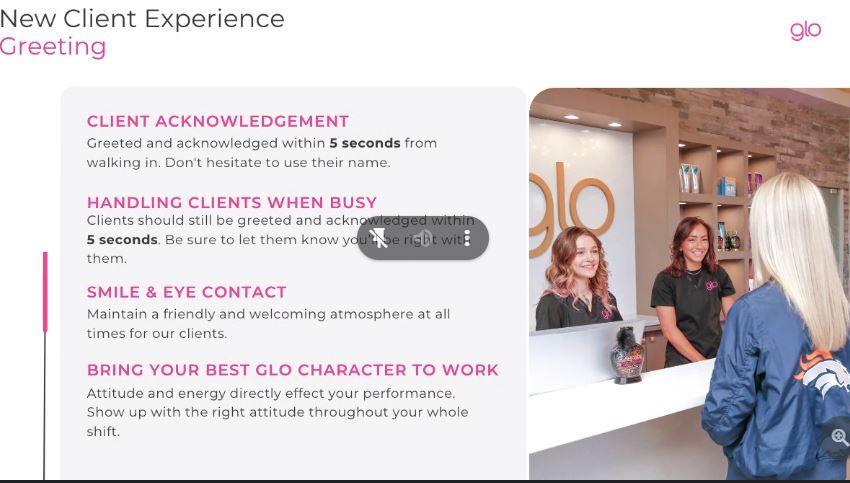 New Client Experience
Greeting
glo
CLIENT ACKNOWLEDGEMENT
Greeted and acknowledged within 5 seconds from
walking in. Don't hesitate to use their name.
HANDLING CLIENTS WHEN BUSY
Clients should still be greeted and acknowledged within
5 seconds. Be sure to let them know you'll be right with
them.
SMILE & EYE CONTACT
Maintain a friendly and welcoming atmosphere at all
times for our clients.
BRING YOUR BEST GLO CHARACTER TO WORK
Attitude and energy directly effect your performance.
Show up with the right attitude throughout your whole
shift.
glo
glo